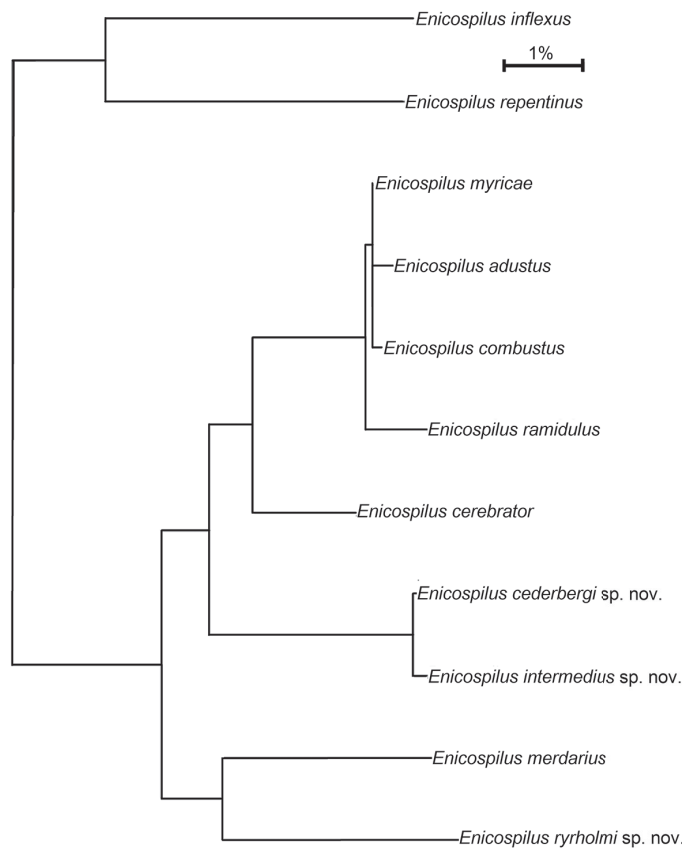 Enicospilus inflexus
1%
Enicospilus repentinus
Enicospilus myricae
Enicospilus adustus
Enicospilus combustus
Enicospilus ramidulus
Enicospilus cerebrator
Enicospilus cederbergi sp. nov.
Enicospilus intermedius sp. nov.
Enicospilus merdarius
Enicospilus ryrholmi sp. nov.